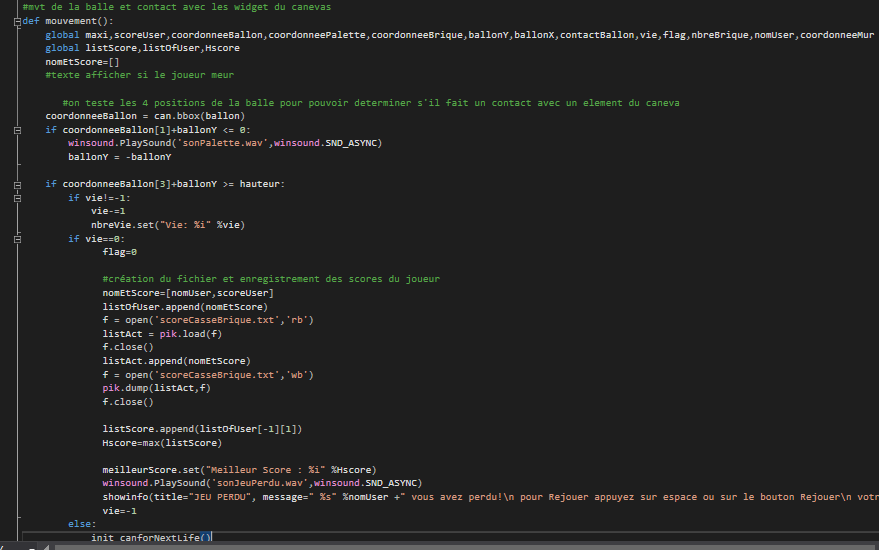 #mvt de la balle et contact avec les widget du canevas
def mouvement():
    global maxi,scoreUser,coordonneeBallon,coordonneePalette,coordonneeBrique,ballonY,ballonX,contactBallon,vie,flag,nbreBrique,nomUser,coordonneeMur
    global listScore,listOfUser,Hscore
    nomEtScore=[]
    #texte afficher si le joueur meur
       #on teste les 4 positions de la balle pour pouvoir determiner s'il fait un contact avec un element du caneva
    coordonneeBallon = can.bbox(ballon)
    if coordonneeBallon[1]+ballonY <= 0:
        winsound.PlaySound('sonPalette.wav',winsound.SND_ASYNC)
        ballonY = -ballonY
    if coordonneeBallon[3]+ballonY >= hauteur:
        if vie!=-1:
            vie-=1
            nbreVie.set("Vie: %i" %vie)
        if vie==0:
              flag=0
              #création du fichier et enregistrement des scores du joueur
              nomEtScore=[nomUser,scoreUser]
              listOfUser.append(nomEtScore)
              f = open('scoreCasseBrique.txt','rb')
              listAct = pik.load(f)
              f.close()
              listAct.append(nomEtScore)
              f = open('scoreCasseBrique.txt','wb')
              pik.dump(listAct,f)
              f.close()
              listScore.append(listOfUser[-1][1])
              Hscore=max(listScore)
              meilleurScore.set("Meilleur Score : %i" %Hscore)
              winsound.PlaySound('sonJeuPerdu.wav',winsound.SND_ASYNC)
              showinfo(title="JEU PERDU", message=" %s" %nomUser +" vous avez perdu!\n pour Rejouer appuyez sur espace ou sur le bouton Rejouer\n votr
              vie=-1
        else:
            init_canforNextLife()